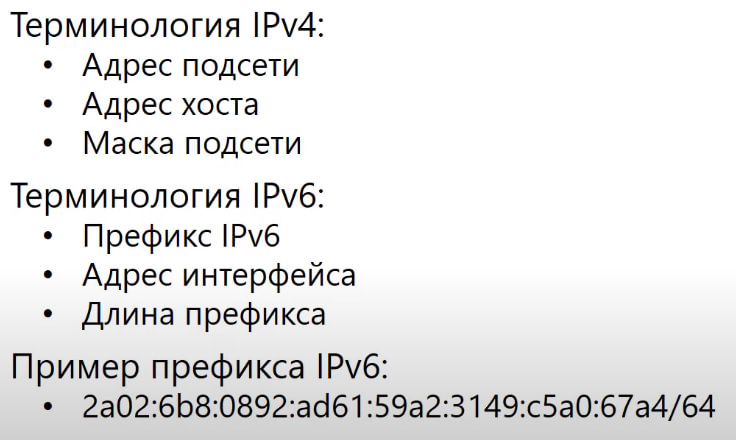 Терминология IPv4:
• Адрес подсети
• Адрес хоста
• Маска подсети
Терминология IPv6:
• Префикс IPv6
• Адрес интерфейса
• Длина префикса
Пример префикса IPv6:
• 2a02:6b8:0892:ad61:59a2:3149:c5a0:67a4/64